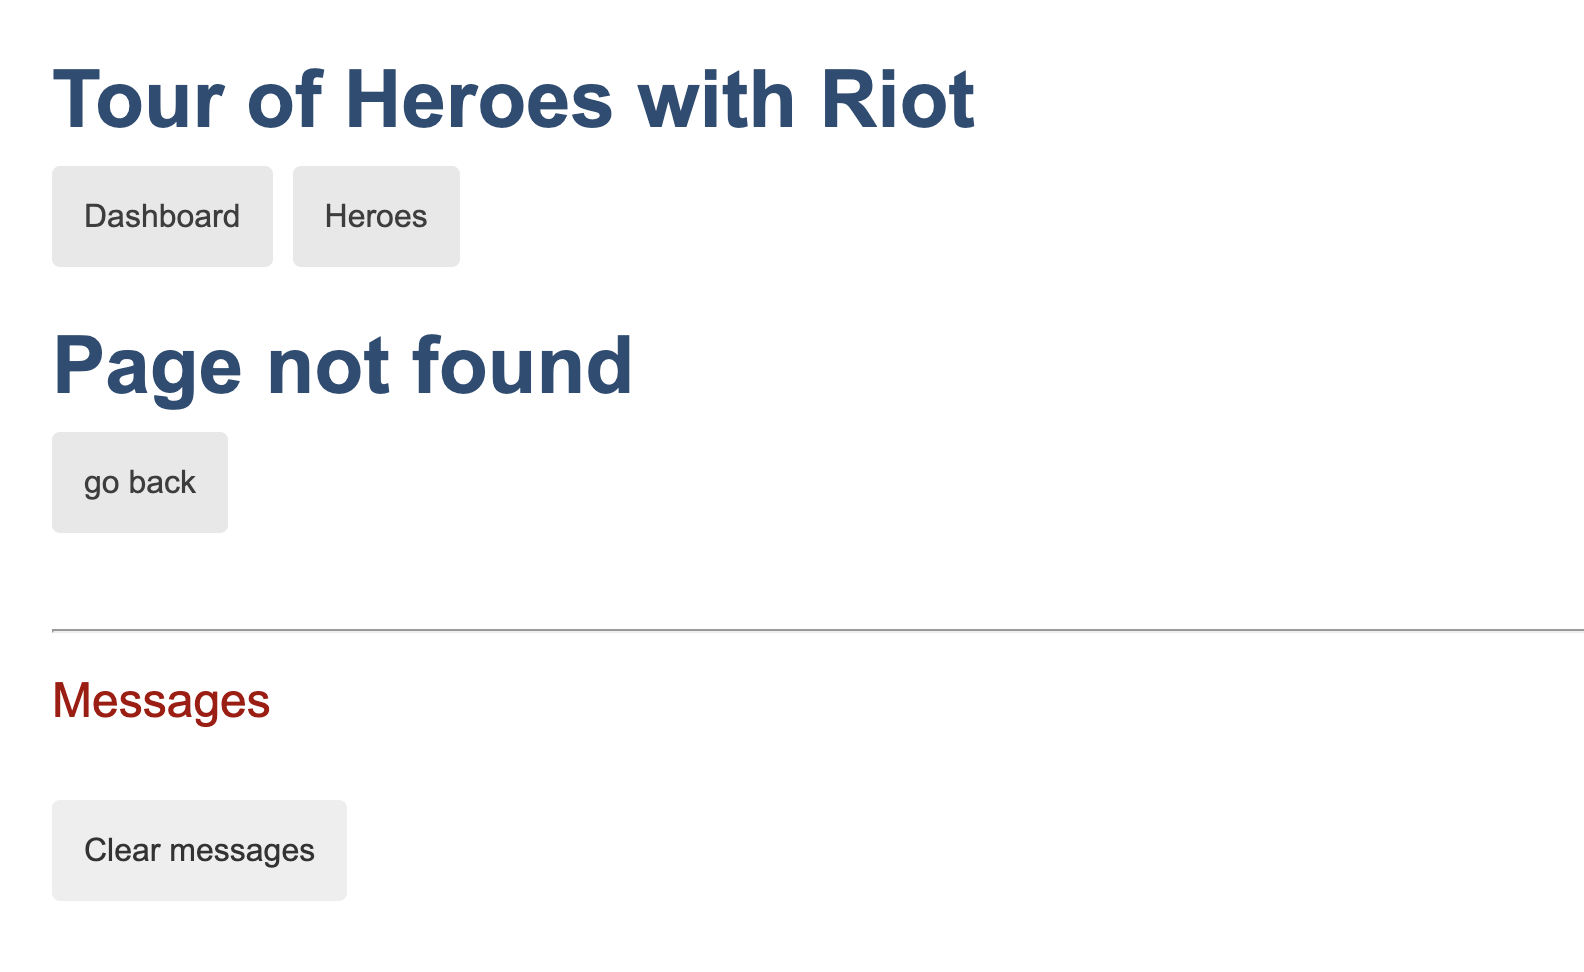 Tour of Heroes with Riot
Dashboard Heroes
Page not found
go back
Messages
Clear messages